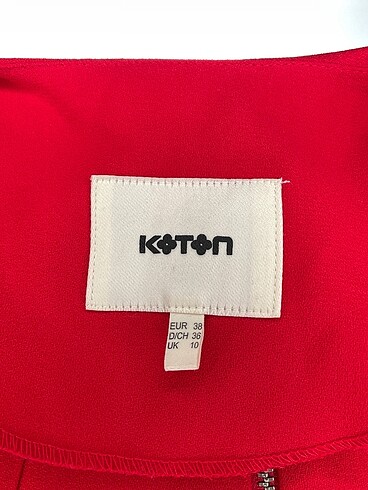 KOTON
EUR 38
D/CH 36
UK 10